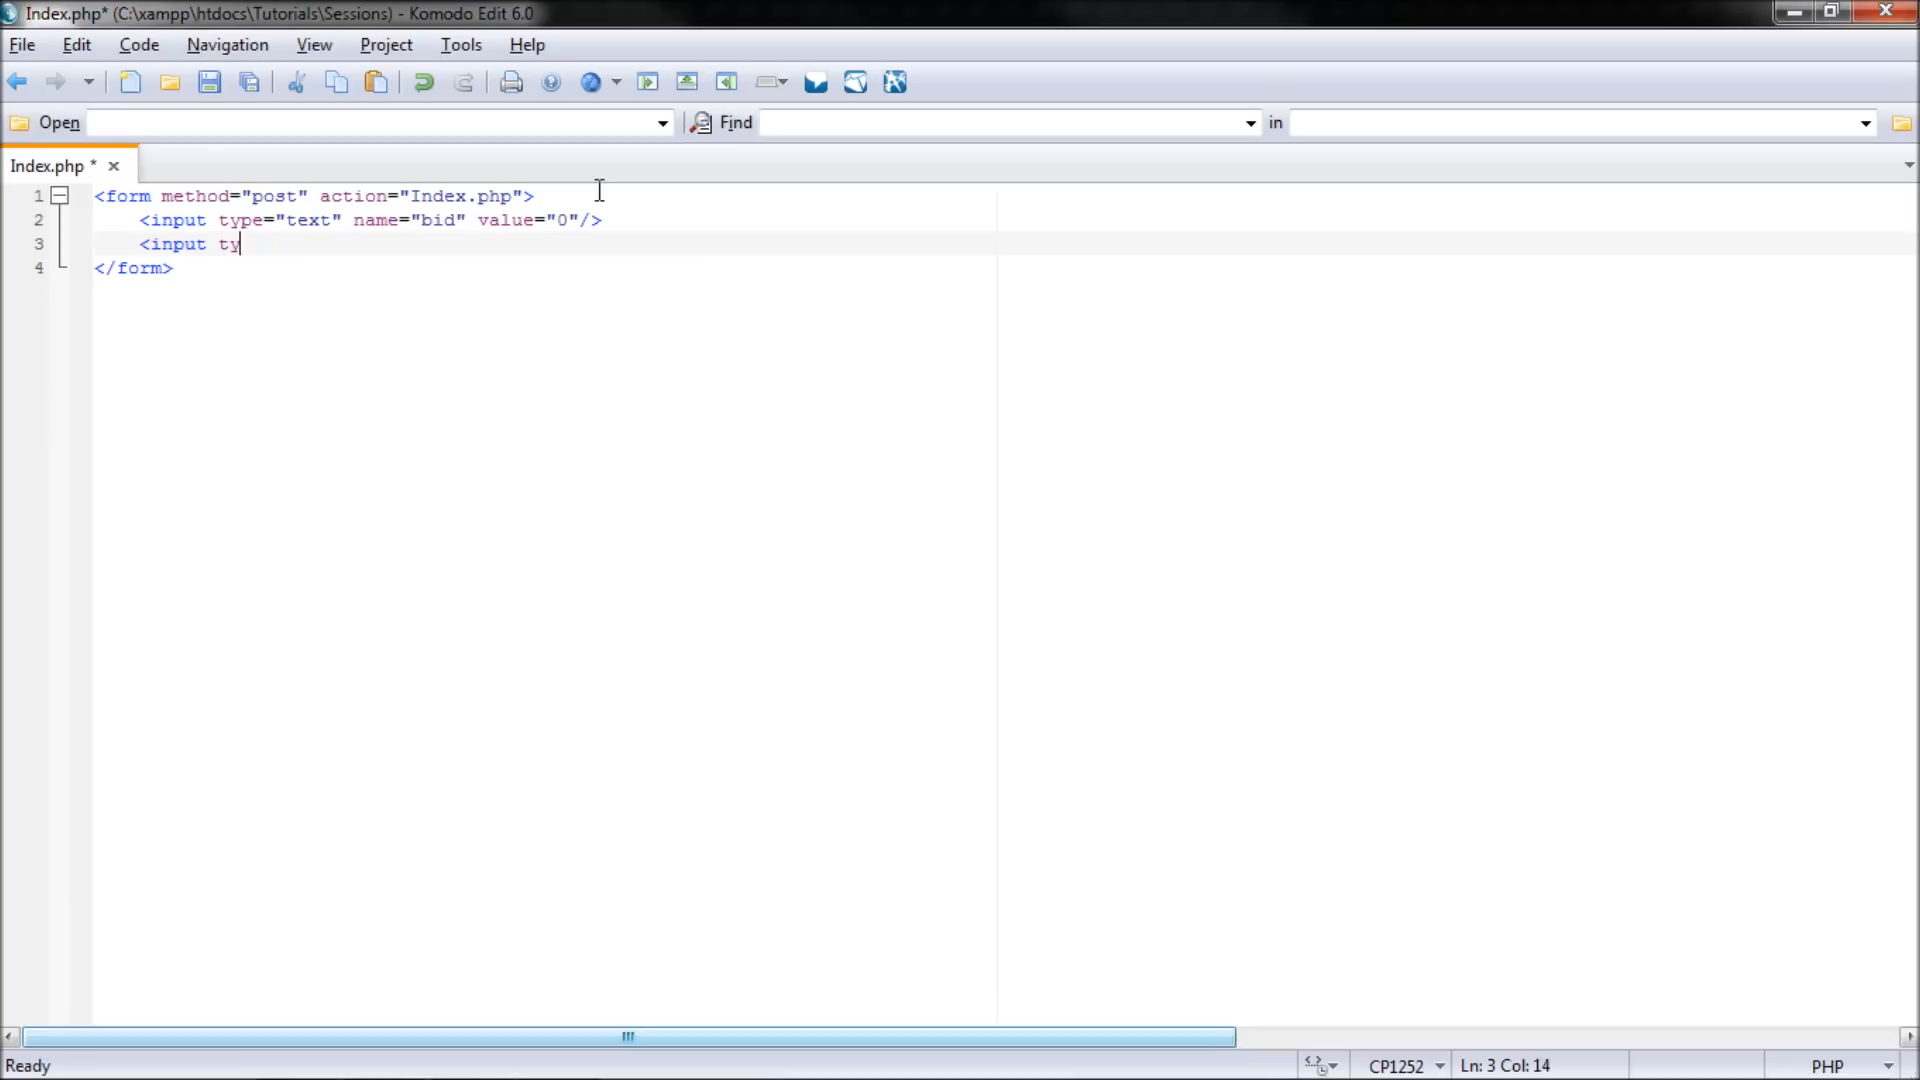 Index.php* (C:\xampp\htdocs\Tutorials\Sessions) - Komodo Edit 6.0
File Edit Code Navigation View Project Tools Help
Open Find in
Index.php *
1 <form method="post" action="Index.php">
2 <input type="text" name="bid" value="0"/>
3 <input ty
4 </form>
Ready CP1252 Ln: 3 Col: 14 PHP